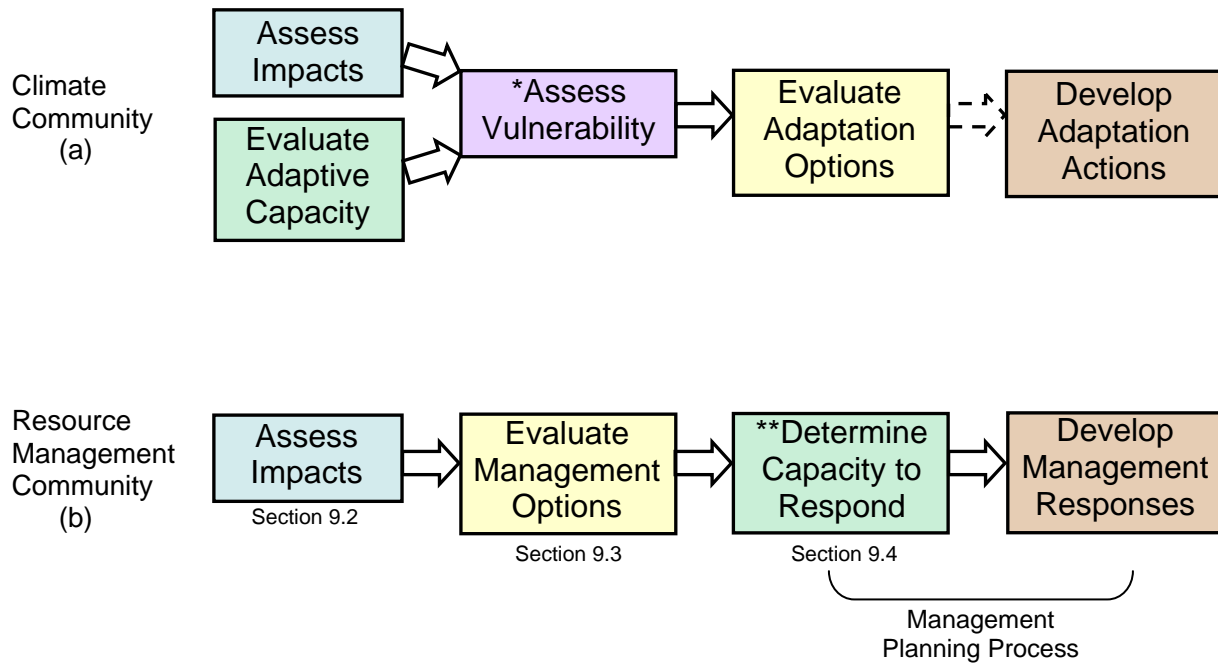 Climate
Community
(a)
Assess
Impacts
Evaluate
Adaptive
Capacity
*Assess
Vulnerability
Evaluate
Adaptation
Options
Develop
Adaptation
Actions
Resource
Management
Community
(b)
Assess
Impacts
Section 9.2
Evaluate
Management
Options
Section 9.3
**Determine
Capacity to
Respond
Section 9.4
Develop
Management
Responses
Management
Planning Process